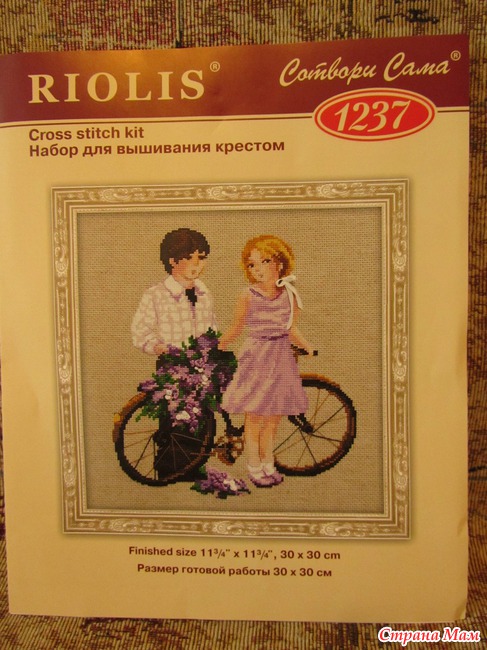 RIOLIS®
Сотвори Сама®
1237
Cross stitch kit
Набор для вышивания крестом
Finished size 11¾" x 11¾", 30 x 30 cm
Размер готовой работы 30 x 30 см
Страна Мам